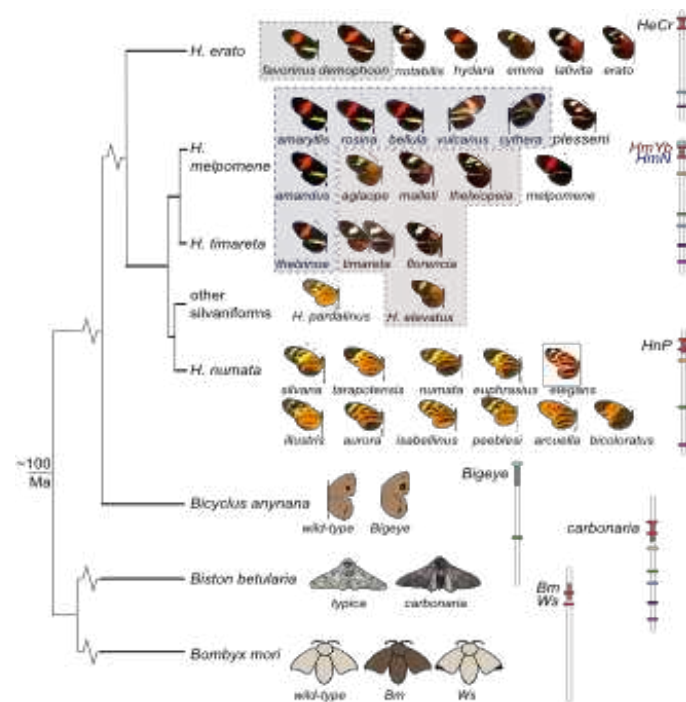 HeCr
H. erato
favorinus demophoon notabilis hydara emma lativita erato
amaryllis rosina bellula vulcanus cythera plesseni
H. melpomene
HmYb
HmN
amandus aglaope malleti thelxiopeia melpomene
H. timareta
thelxinoe timareta florencia
other silvaniforms
H. pardalinus
H. elevatus
HnP
H. numata
silvana tarapotensis numata euphrasius elegans
illustris aurora isabellinus peeblesi arcuella bicoloratus
~100
Ma
Bigeye
Bicyclus anynana
wild-type Bigeye
carbonaria
Biston betularia
typica carbonaria
Bm
Ws
Bombyx mori
wild-type Bm Ws